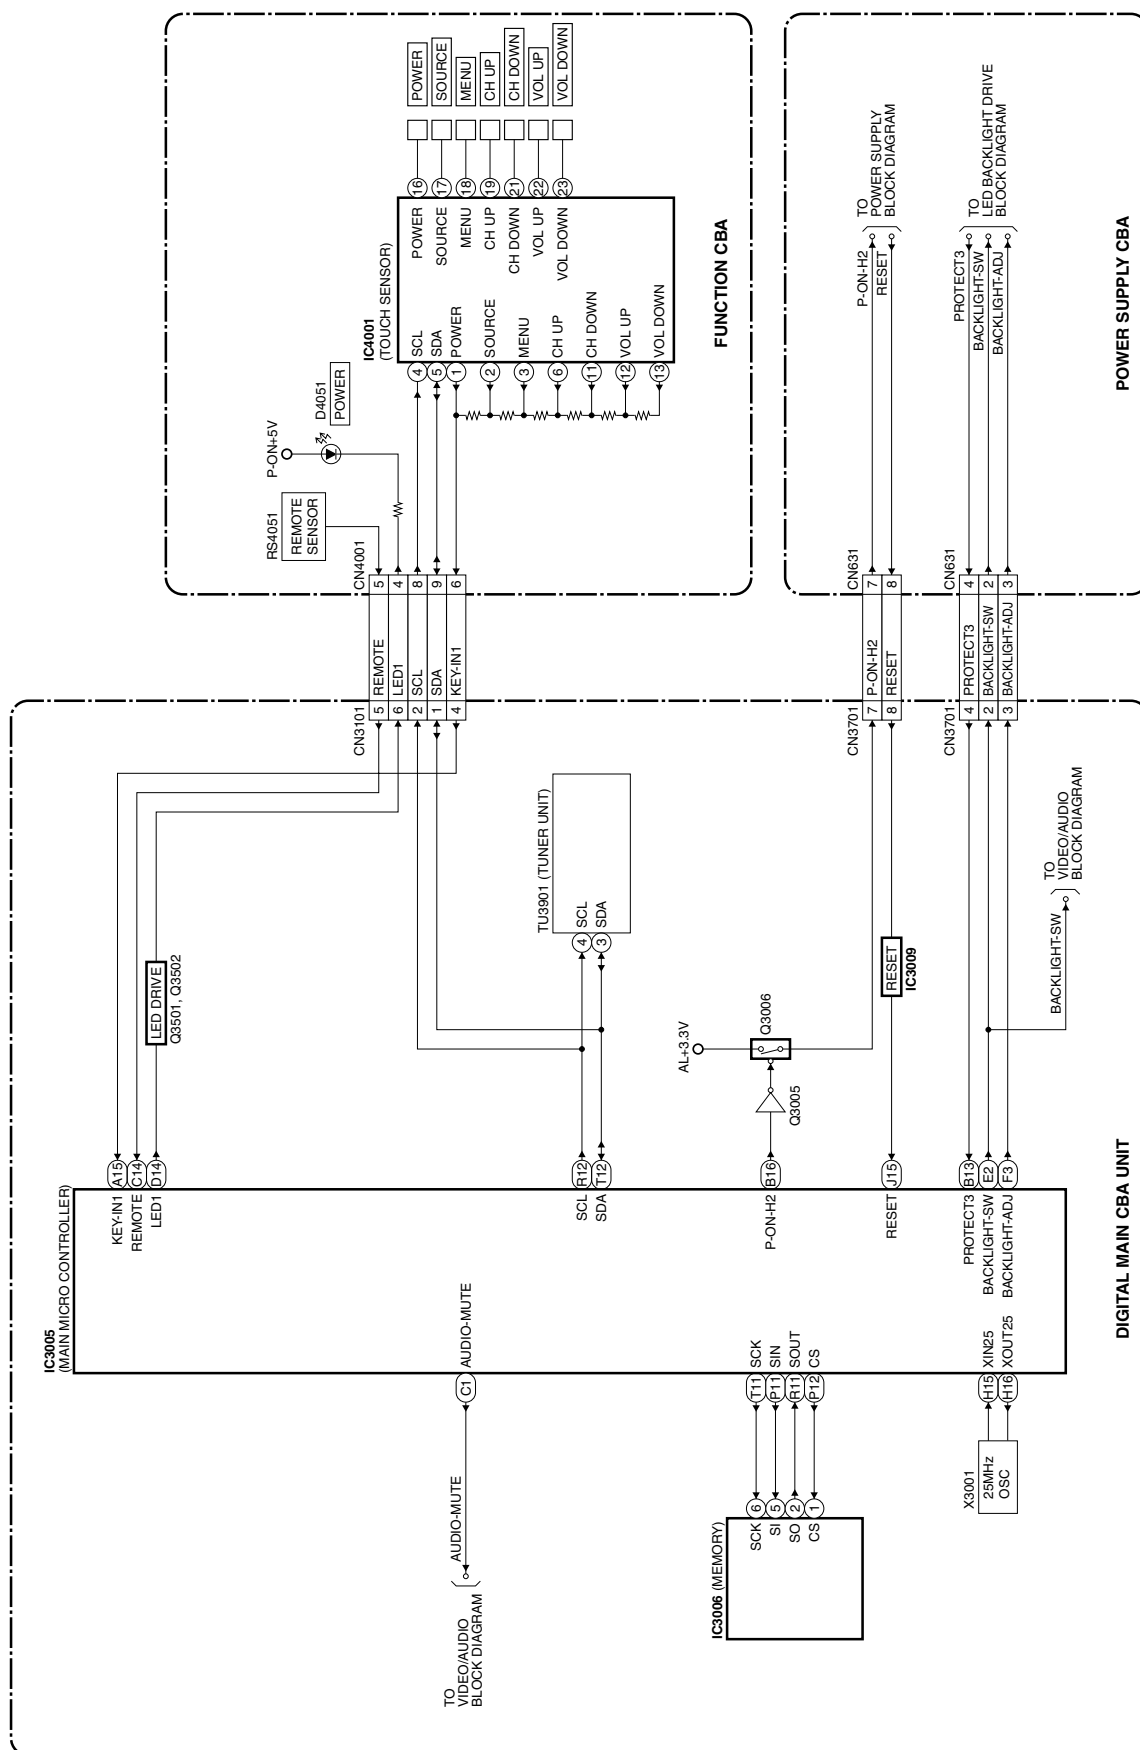 IC3005
(MAIN MICRO CONTROLLER)
KEY-IN1 A15
REMOTE C14
LED1 D14
LED DRIVE
Q3501, Q3502
AUDIO-MUTE
C1
AUDIO-MUTE
TO
VIDEO/AUDIO
BLOCK DIAGRAM
SCL R12
SDA T12
TU3901 (TUNER UNIT)
4 SCL
3 SDA
IC3006 (MEMORY)
SCK 6
SI 5
SO 2
CS 1
T11 SCK
P11 SIN
R11 SOUT
P12 CS
P-ON-H2 B16
Q3005
Q3006
AL+3.3V
RESET J15
RESET
IC3009
PROTECT3 B13
BACKLIGHT-SW E2
BACKLIGHT-ADJ F3
BACKLIGHT-SW
TO
VIDEO/AUDIO
BLOCK DIAGRAM
X3001
25MHz
OSC
H15 XIN25
H16 XOUT25
DIGITAL MAIN CBA UNIT
CN3101 CN4001
5 REMOTE 5
6 LED1 4
2 SCL 8
1 SDA 9
4 KEY-IN1 6
CN3701 CN631
7 P-ON-H2 7
8 RESET 8
CN3701 CN631
4 PROTECT3 4
2 BACKLIGHT-SW 2
3 BACKLIGHT-ADJ 3
RS4051
REMOTE
SENSOR
P-ON+5V
D4051
POWER
IC4001
(TOUCH SENSOR)
4 SCL
5 SDA
1 POWER
2 SOURCE
3 MENU
6 CH UP
11 CH DOWN
12 VOL UP
13 VOL DOWN
POWER 16 POWER
SOURCE 17 SOURCE
MENU 18 MENU
CH UP 19 CH UP
CH DOWN 21 CH DOWN
VOL UP 22 VOL UP
VOL DOWN 23 VOL DOWN
FUNCTION CBA
P-ON-H2
RESET
TO
POWER SUPPLY
BLOCK DIAGRAM
PROTECT3
BACKLIGHT-SW
BACKLIGHT-ADJ
TO
LED BACKLIGHT DRIVE
BLOCK DIAGRAM
POWER SUPPLY CBA